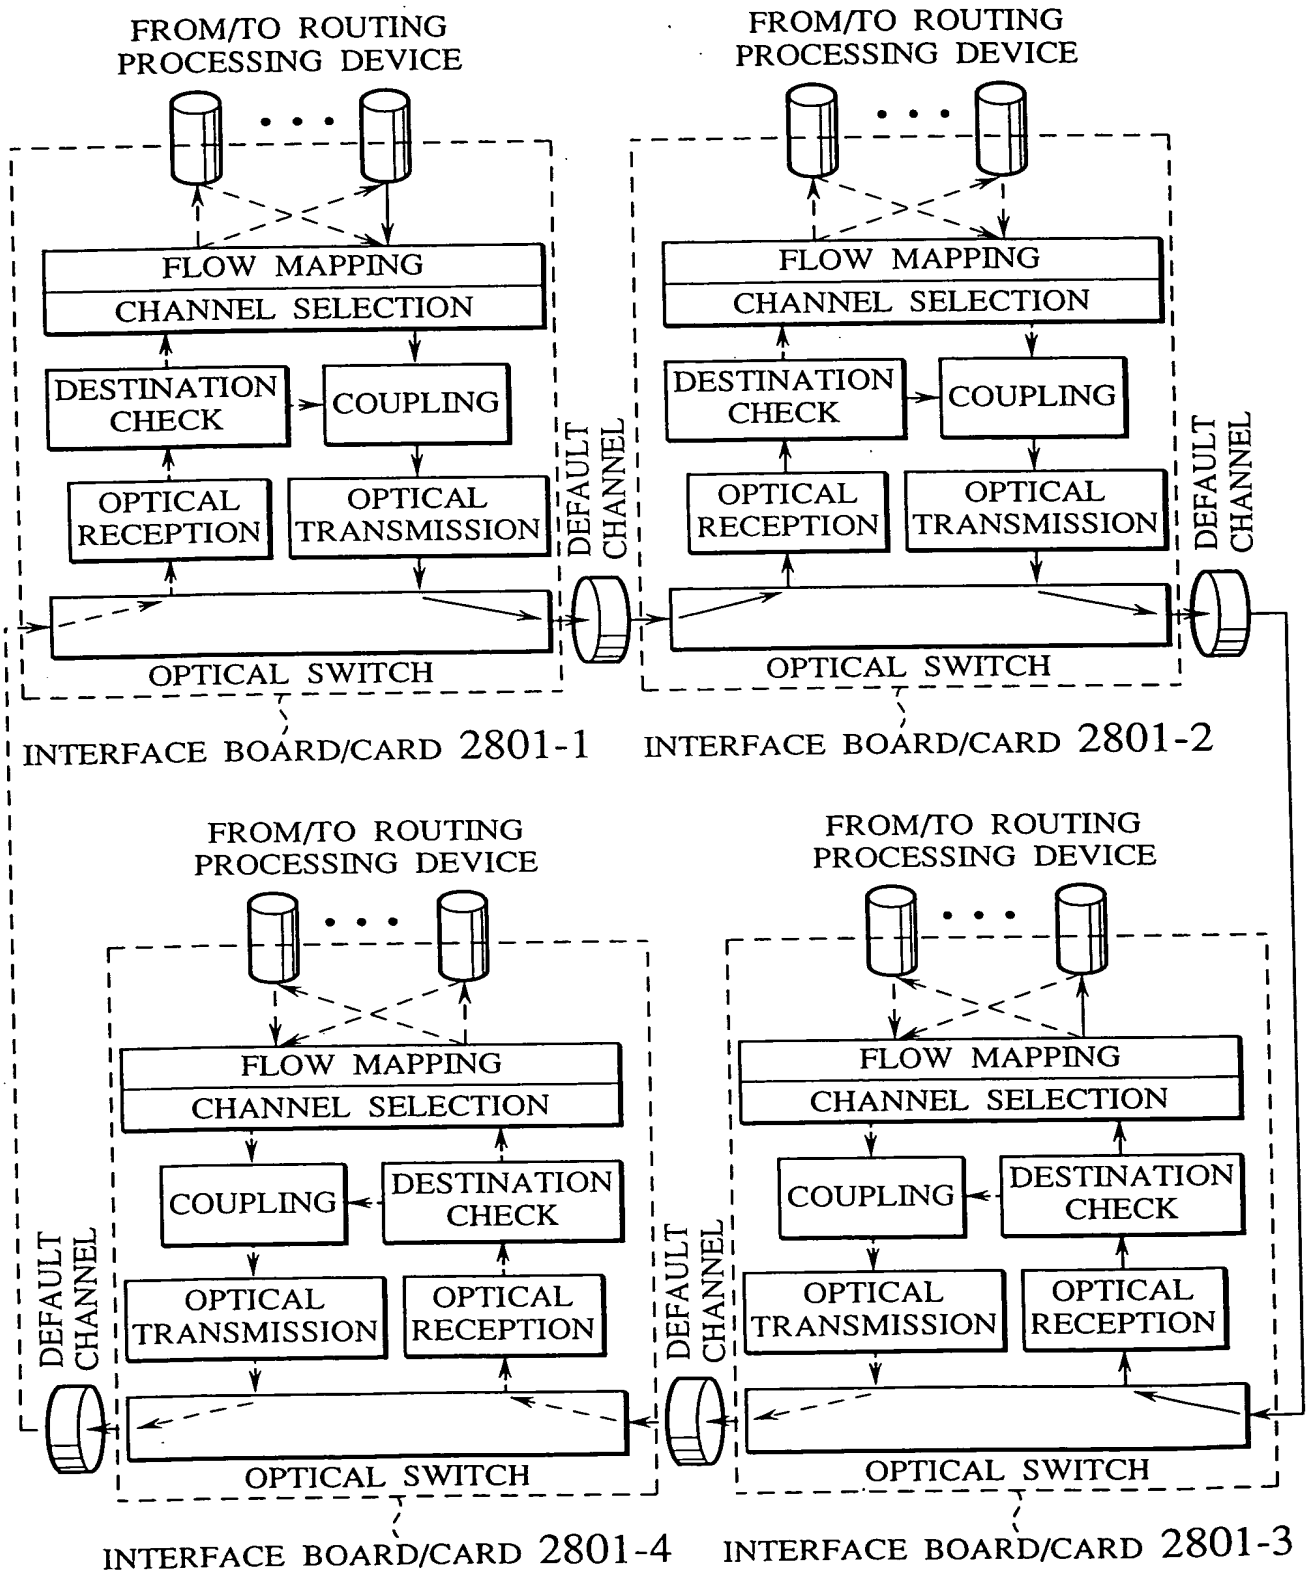 FROM/TO ROUTING
PROCESSING DEVICE
FLOW MAPPING
CHANNEL SELECTION
DESTINATION
CHECK
COUPLING
OPTICAL
RECEPTION
OPTICAL
TRANSMISSION
OPTICAL SWITCH
DEFAULT
CHANNEL
INTERFACE BOARD/CARD 2801-1
FROM/TO ROUTING
PROCESSING DEVICE
FLOW MAPPING
CHANNEL SELECTION
DESTINATION
CHECK
COUPLING
OPTICAL
RECEPTION
OPTICAL
TRANSMISSION
OPTICAL SWITCH
DEFAULT
CHANNEL
INTERFACE BOARD/CARD 2801-2
FROM/TO ROUTING
PROCESSING DEVICE
FLOW MAPPING
CHANNEL SELECTION
COUPLING
DESTINATION
CHECK
DEFAULT
CHANNEL
OPTICAL
TRANSMISSION
OPTICAL
RECEPTION
OPTICAL SWITCH
INTERFACE BOARD/CARD 2801-4
FROM/TO ROUTING
PROCESSING DEVICE
FLOW MAPPING
CHANNEL SELECTION
COUPLING
DESTINATION
CHECK
DEFAULT
CHANNEL
OPTICAL
TRANSMISSION
OPTICAL
RECEPTION
OPTICAL SWITCH
INTERFACE BOARD/CARD 2801-3